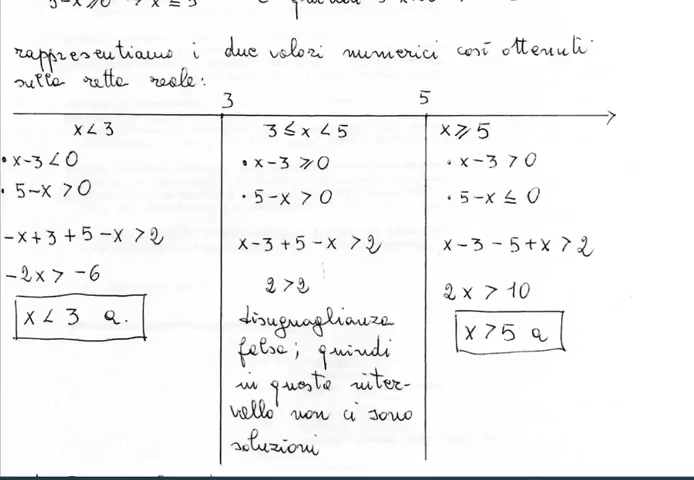 rappresentiamo i due valori numerici così ottenuti
sulla retta reale:
3 5
x < 3
• x-3 < 0
• 5-x > 0
-x+3+5-x > 2
-2x > -6
x < 3 a.
3 ≤ x < 5
• x-3 ⩾ 0
• 5-x > 0
x-3+5-x > 2
2 > 2
disuguaglianza
falsa; quindi
in questo inter-
vallo non ci sono
soluzioni
x ⩾ 5
• x-3 > 0
• 5-x ≤ 0
x-3-5+x > 2
2x > 10
x > 5 a